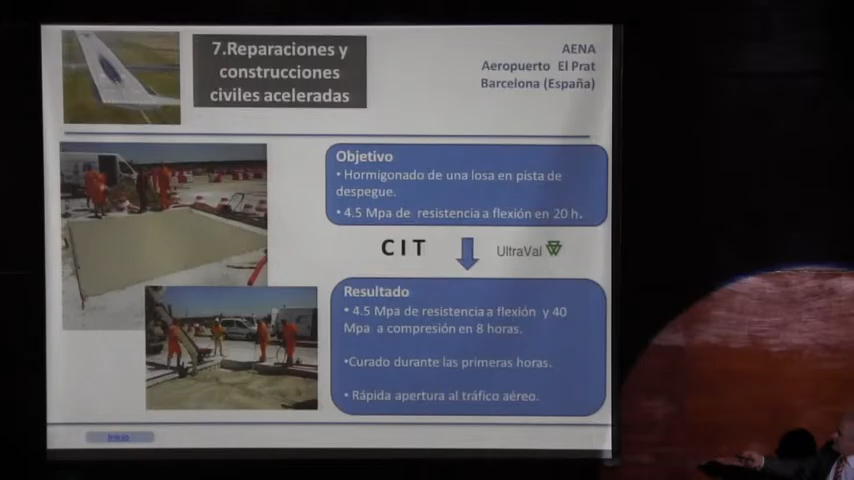 7.Reparaciones y
construcciones
civiles aceleradas
AENA
Aeropuerto El Prat
Barcelona (España)
Objetivo
• Hormigonado de una losa en pista de
despegue.
• 4.5 Mpa de resistencia a flexión en 20 h.
CIT
UltraVal
Resultado
• 4.5 Mpa de resistencia a flexión y 40
Mpa a compresión en 8 horas.
•Curado durante las primeras horas.
• Rápida apertura al tráfico aéreo.
Inicio